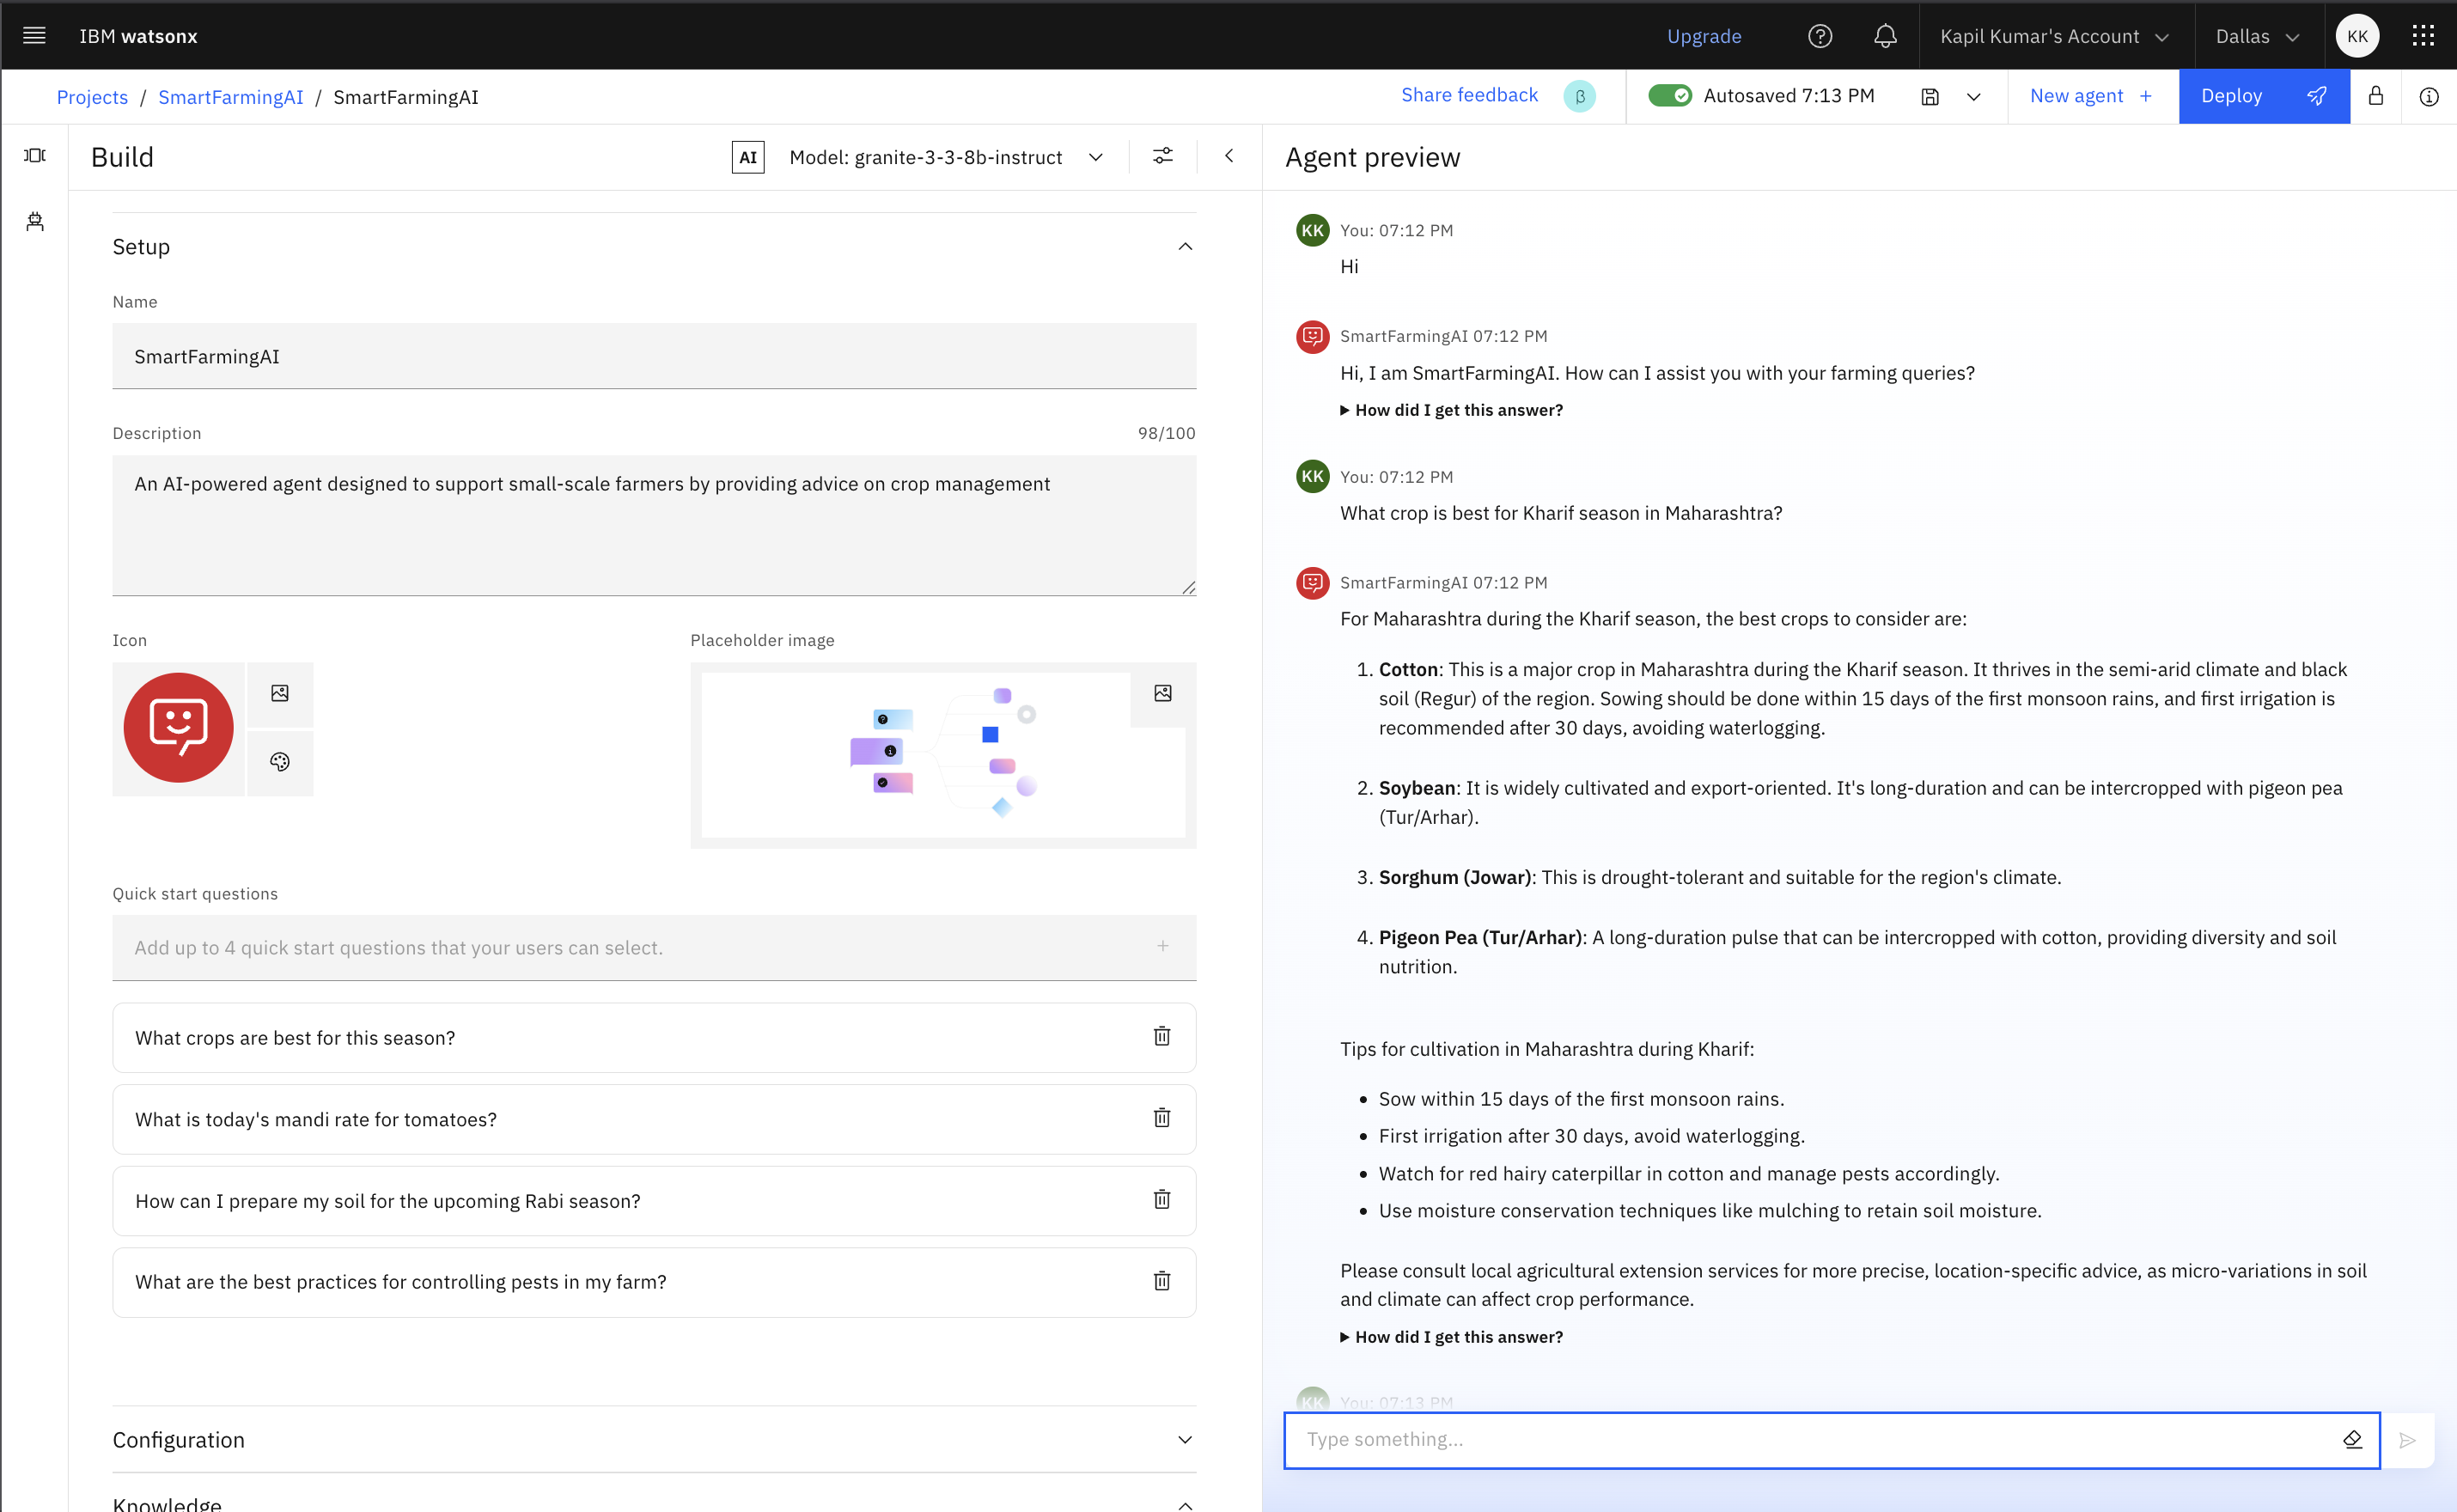 IBM watsonx
Upgrade
Kapil Kumar's Account
Dallas
KK
Projects / SmartFarmingAI / SmartFarmingAI
Share feedback
β
Autosaved 7:13 PM
New agent +
Deploy
Build
AI
Model: granite-3-3-8b-instruct
Setup
Name
SmartFarmingAI
Description
98/100
An AI-powered agent designed to support small-scale farmers by providing advice on crop management
Icon
Placeholder image
Quick start questions
Add up to 4 quick start questions that your users can select.
What crops are best for this season?
What is today's mandi rate for tomatoes?
How can I prepare my soil for the upcoming Rabi season?
What are the best practices for controlling pests in my farm?
Configuration
Knowledge
Agent preview
KK You: 07:12 PM
Hi
SmartFarmingAI 07:12 PM
Hi, I am SmartFarmingAI. How can I assist you with your farming queries?
How did I get this answer?
KK You: 07:12 PM
What crop is best for Kharif season in Maharashtra?
SmartFarmingAI 07:12 PM
For Maharashtra during the Kharif season, the best crops to consider are:
1. Cotton: This is a major crop in Maharashtra during the Kharif season. It thrives in the semi-arid climate and black
soil (Regur) of the region. Sowing should be done within 15 days of the first monsoon rains, and first irrigation is
recommended after 30 days, avoiding waterlogging.
2. Soybean: It is widely cultivated and export-oriented. It's long-duration and can be intercropped with pigeon pea
(Tur/Arhar).
3. Sorghum (Jowar): This is drought-tolerant and suitable for the region's climate.
4. Pigeon Pea (Tur/Arhar): A long-duration pulse that can be intercropped with cotton, providing diversity and soil
nutrition.
Tips for cultivation in Maharashtra during Kharif:
• Sow within 15 days of the first monsoon rains.
• First irrigation after 30 days, avoid waterlogging.
• Watch for red hairy caterpillar in cotton and manage pests accordingly.
• Use moisture conservation techniques like mulching to retain soil moisture.
Please consult local agricultural extension services for more precise, location-specific advice, as micro-variations in soil
and climate can affect crop performance.
How did I get this answer?
KK You: 07:13 PM
Type something...